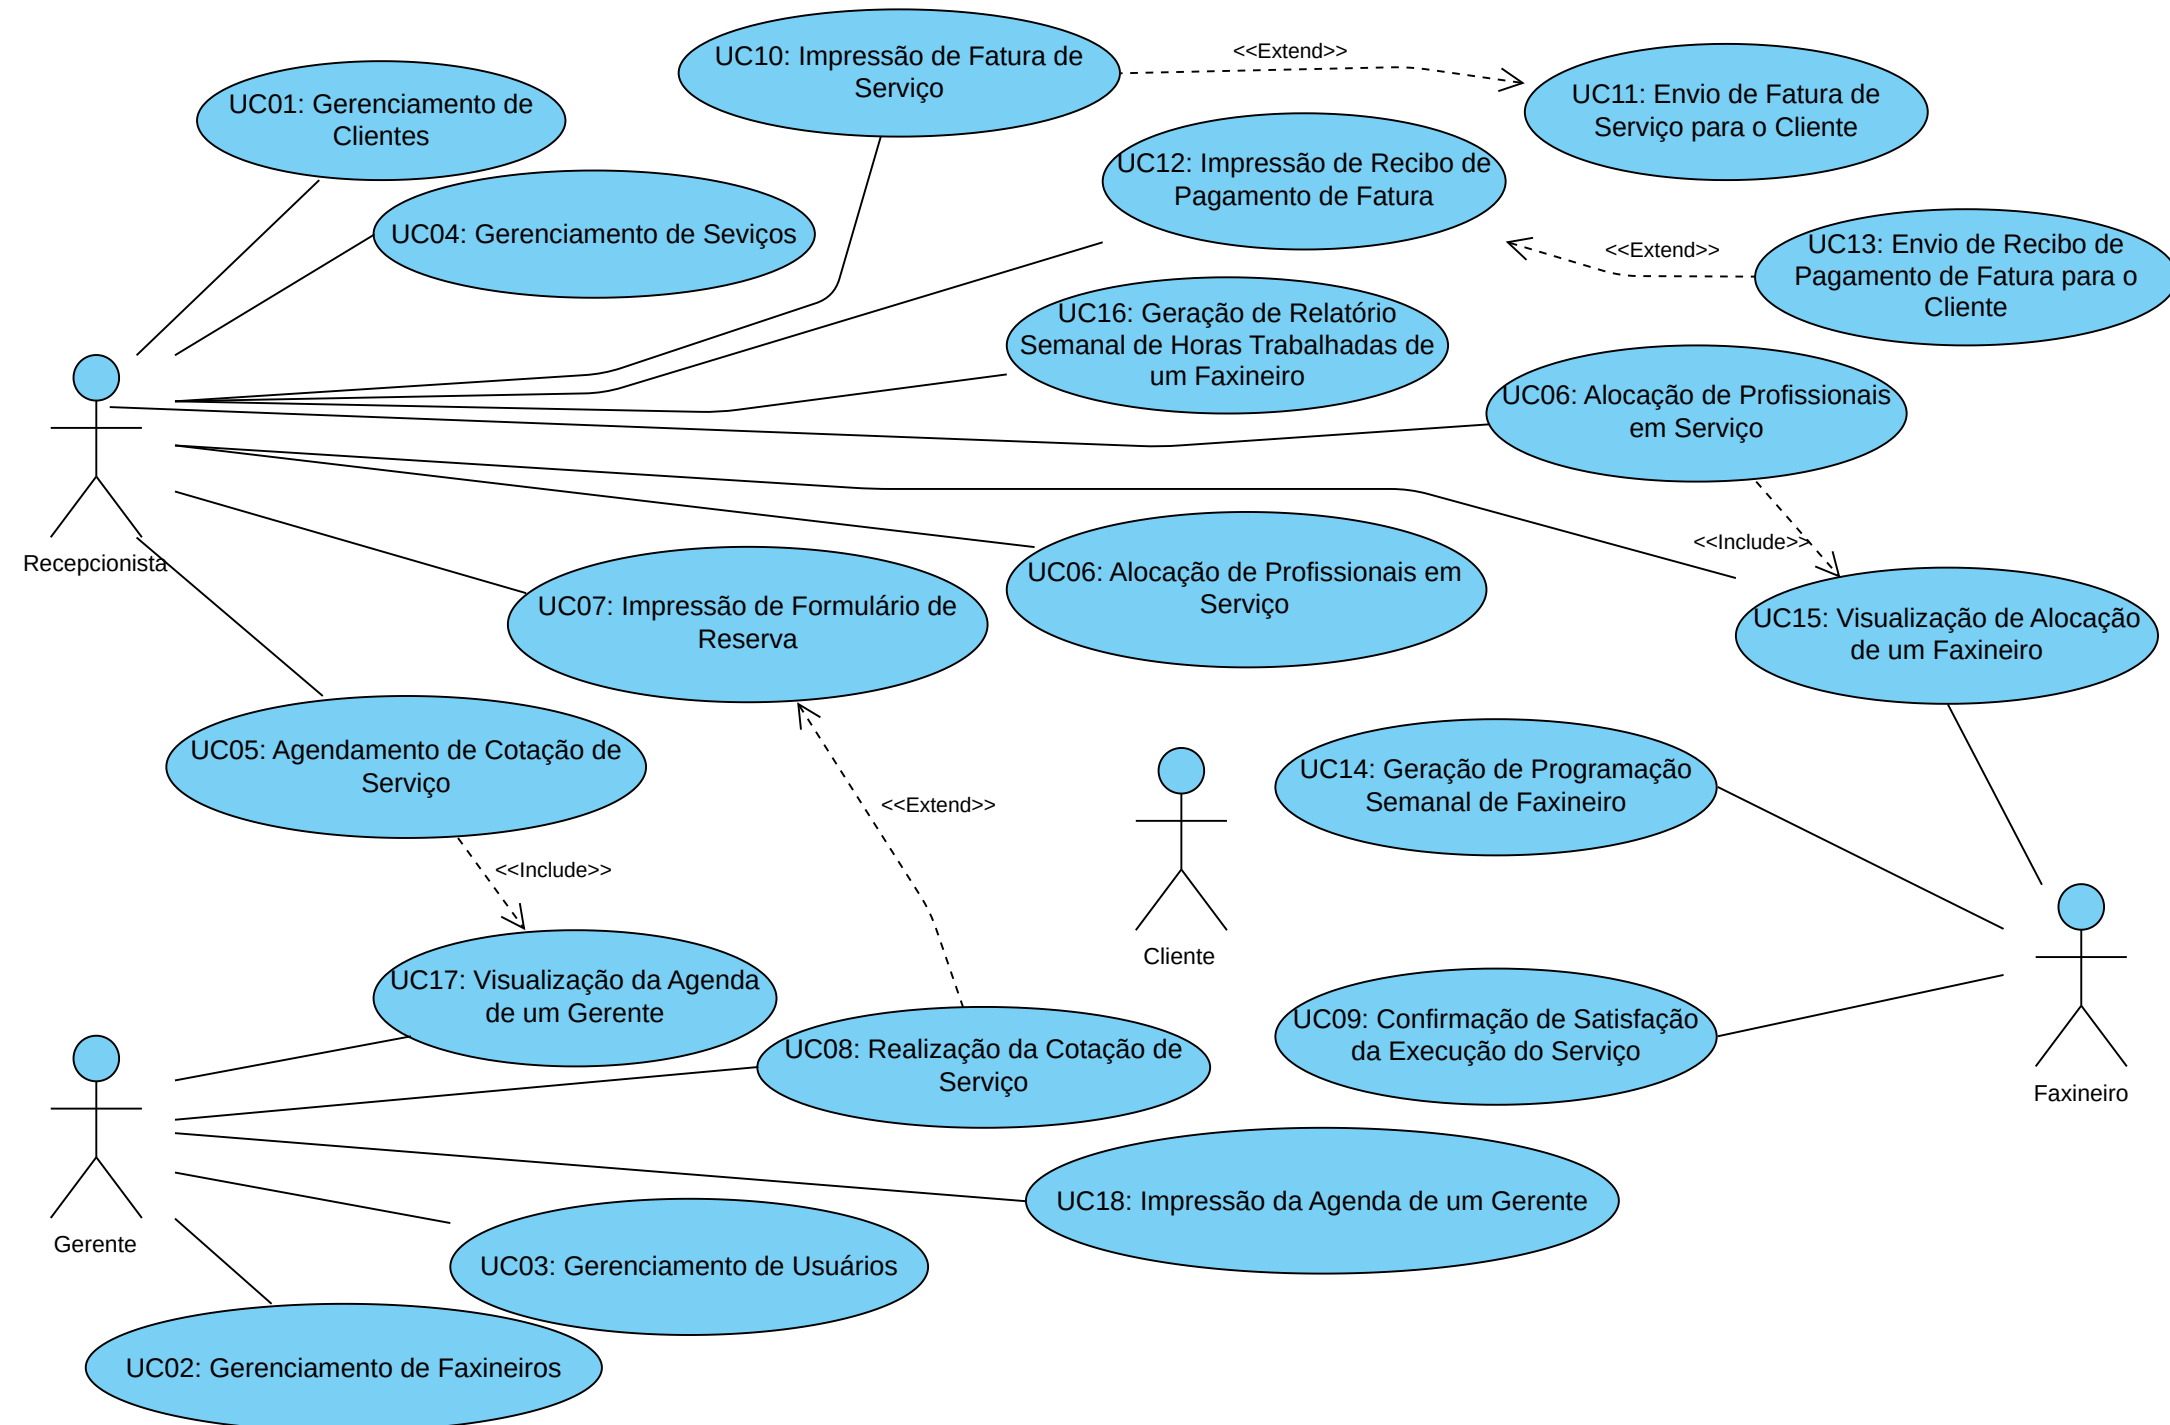 UC10: Impressão de Fatura de
Serviço
<<Extend>>
UC11: Envio de Fatura de
Serviço para o Cliente
UC01: Gerenciamento de
Clientes
UC12: Impressão de Recibo de
Pagamento de Fatura
UC04: Gerenciamento de Seviços
<<Extend>>
UC13: Envio de Recibo de
Pagamento de Fatura para o
Cliente
UC16: Geração de Relatório
Semanal de Horas Trabalhadas de
um Faxineiro
UC06: Alocação de Profissionais
em Serviço
Recepcionista
<<Include>>
UC06: Alocação de Profissionais em
Serviço
UC07: Impressão de Formulário de
Reserva
UC15: Visualização de Alocação
de um Faxineiro
UC05: Agendamento de Cotação de
Serviço
UC14: Geração de Programação
Semanal de Faxineiro
<<Extend>>
<<Include>>
Cliente
UC17: Visualização da Agenda
de um Gerente
UC08: Realização da Cotação de
Serviço
UC09: Confirmação de Satisfação
da Execução do Serviço
Faxineiro
UC18: Impressão da Agenda de um Gerente
Gerente
UC03: Gerenciamento de Usuários
UC02: Gerenciamento de Faxineiros